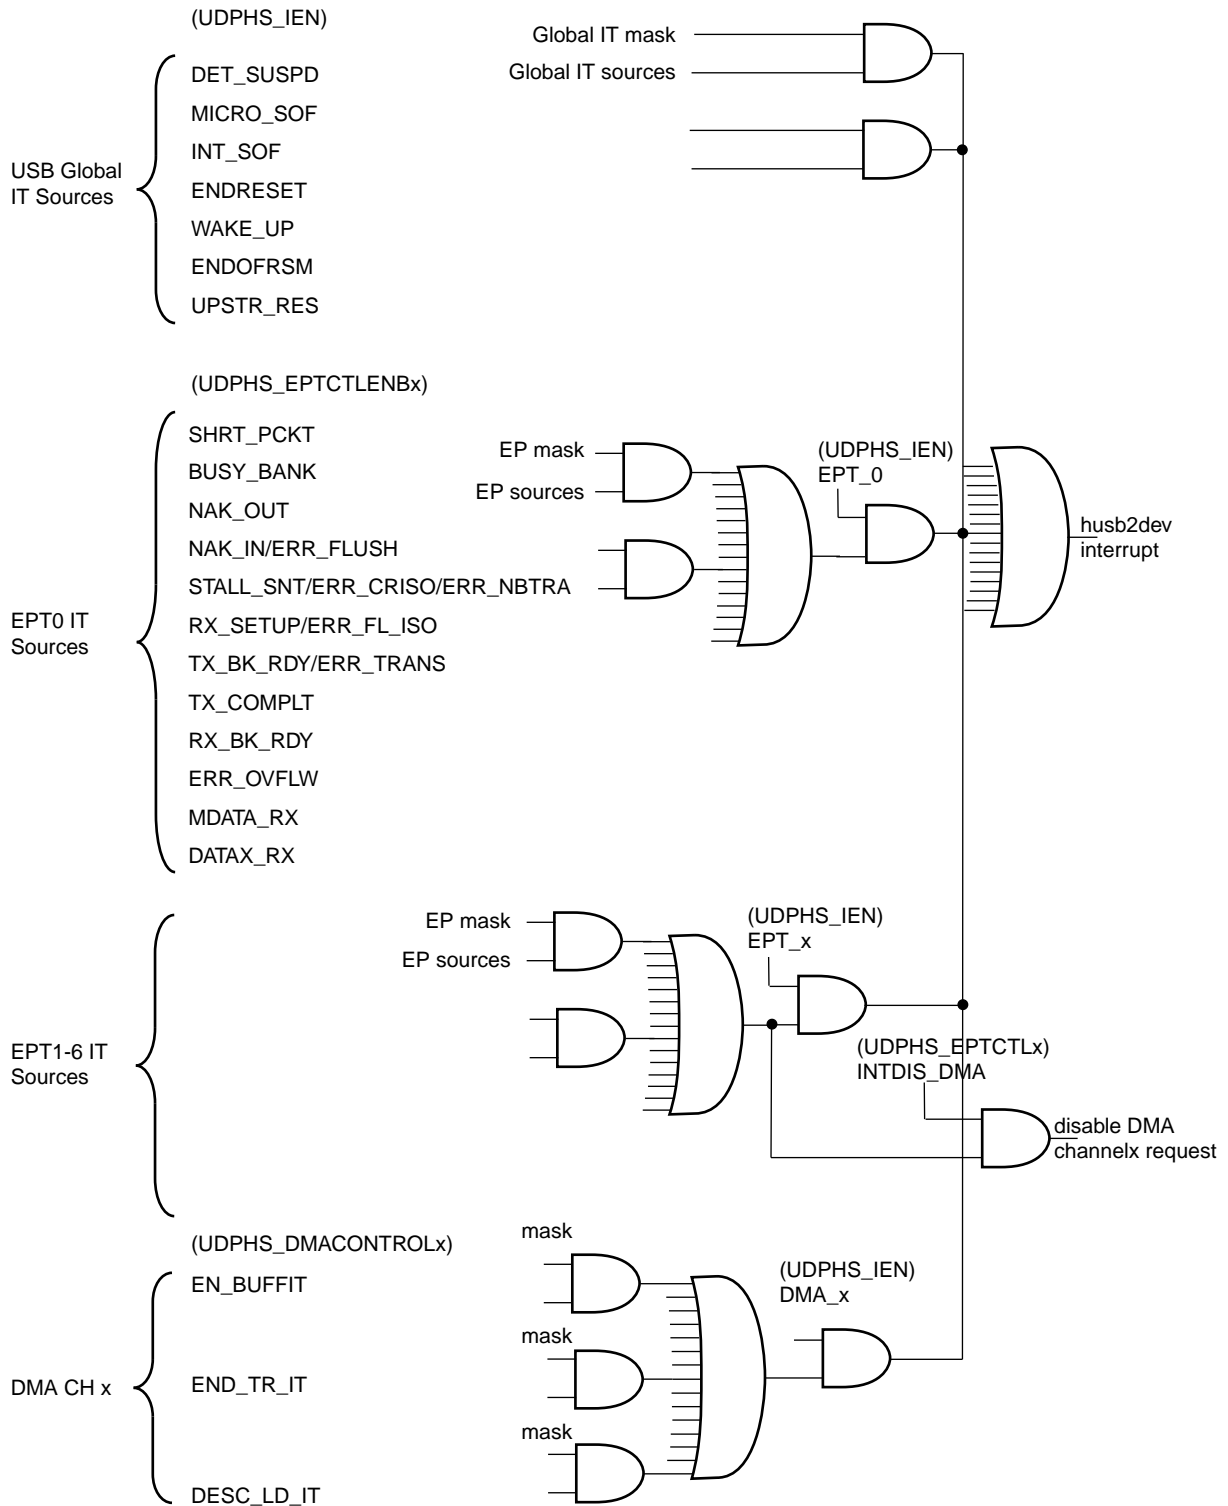 (UDPHS_IEN)
Global IT mask
Global IT sources
DET_SUSPD
MICRO_SOF
INT_SOF
ENDRESET
WAKE_UP
ENDOFRSM
UPSTR_RES
USB Global
IT Sources
(UDPHS_EPTCTLENBx)
SHRT_PCKT
BUSY_BANK
NAK_OUT
NAK_IN/ERR_FLUSH
STALL_SNT/ERR_CRISO/ERR_NBTRA
RX_SETUP/ERR_FL_ISO
TX_BK_RDY/ERR_TRANS
TX_COMPLT
RX_BK_RDY
ERR_OVFLW
MDATA_RX
DATAX_RX
EPT0 IT
Sources
EP mask
EP sources
(UDPHS_IEN)
EPT_0
husb2dev
interrupt
EP mask
EP sources
(UDPHS_IEN)
EPT_x
EPT1-6 IT
Sources
(UDPHS_EPTCTLx)
INTDIS_DMA
disable DMA
channelx request
(UDPHS_DMACONTROLx)
EN_BUFFIT
END_TR_IT
DESC_LD_IT
DMA CH x
mask
mask
mask
(UDPHS_IEN)
DMA_x